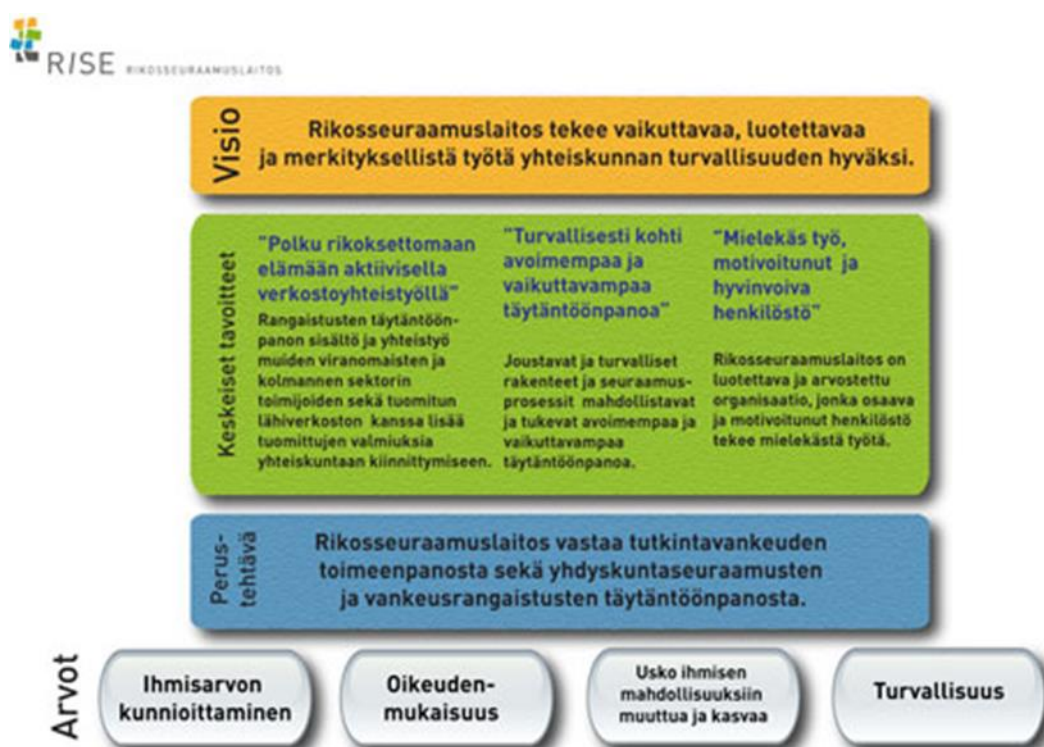 RISE RIKOSSEURAAMUSLAITOS
Visio
Rikosseuraamuslaitos tekee vaikuttavaa, luotettavaa
ja merkityksellistä työtä yhteiskunnan turvallisuuden hyväksi.
Keskeiset tavoitteet
"Polku rikoksettomaan
elämään aktiivisella
verkostoyhteistyöllä"
Rangaistusten täytäntöön-
panon sisältö ja yhteistyö
muiden viranomaisten ja
kolmannen sektorin
toimijoiden sekä tuomitun
lähiverkoston kanssa lisää
tuomittujen valmiuksia
yhteiskuntaan kiinnittymiseen.
"Turvallisesti kohti
avoimempaa ja
vaikuttavampaa
täytäntöönpanoa"
Joustavat ja turvalliset
rakenteet ja seuraamus-
prosessit mahdollistavat
ja tukevat avoimempaa ja
vaikuttavampaa
täytäntöönpanoa.
"Mielekäs työ,
motivoitunut ja
hyvinvoiva
henkilöstö"
Rikosseuraamuslaitos on
luotettava ja arvostettu
organisaatio, jonka osaava
ja motivoitunut henkilöstö
tekee mielekästä työtä.
Perus-
tehtävä
Rikosseuraamuslaitos vastaa tutkintavankeuden
toimeenpanosta sekä yhdyskuntaseuraamusten
ja vankeusrangaistusten täytäntöönpanosta.
Arvot
Ihmisarvon
kunnioittaminen
Oikeuden-
mukaisuus
Usko ihmisen
mahdollisuuksiin
muuttua ja kasvaa
Turvallisuus